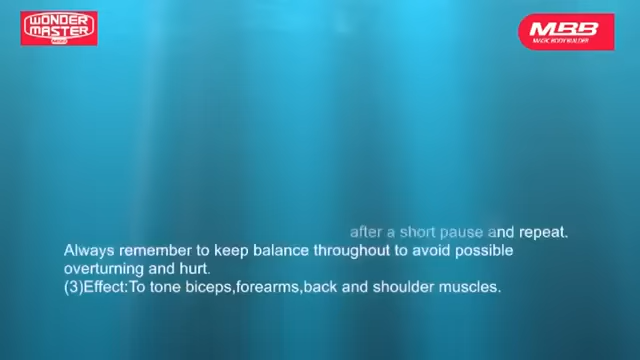 WONDER
MASTER
MBB
MBB
MAGIC BODYBUILDER
after a short pause and repeat.
Always remember to keep balance throughout to avoid possible
overturning and hurt.
(3)Effect:To tone biceps,forearms,back and shoulder muscles.